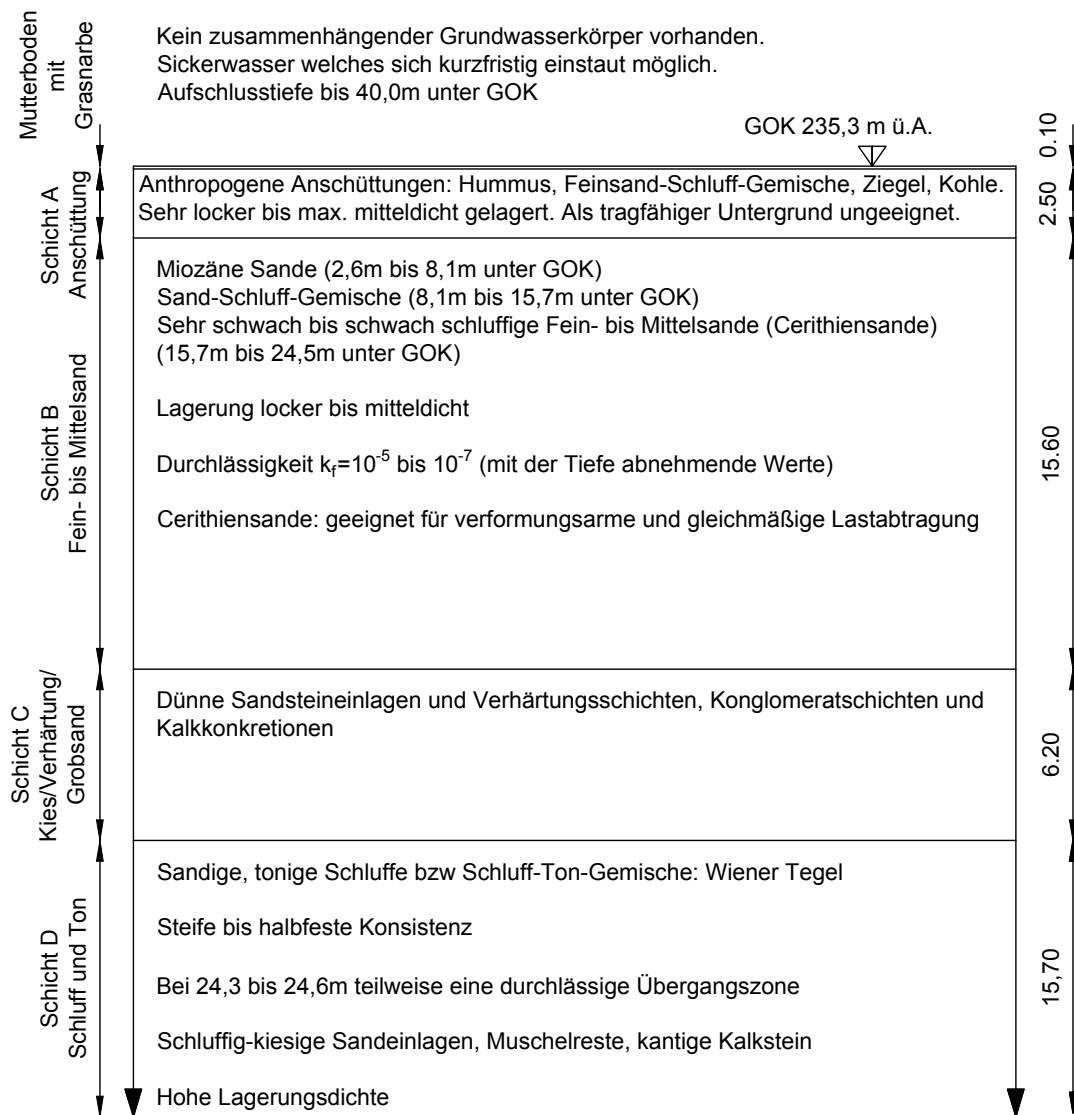 Mutterboden
mit
Grasnarbe
Kein zusammenhängender Grundwasserkörper vorhanden.
Sickerwasser welches sich kurzfristig einstaut möglich.
Aufschlusstiefe bis 40,0m unter GOK
GOK 235,3 m ü.A.
0.10
Schicht A
Anschüttung
Anthropogene Anschüttungen: Hummus, Feinsand-Schluff-Gemische, Ziegel, Kohle.
Sehr locker bis max. mitteldicht gelagert. Als tragfähiger Untergrund ungeeignet.
2.50
Schicht B
Fein- bis Mittelsand
Miozäne Sande (2,6m bis 8,1m unter GOK)
Sand-Schluff-Gemische (8,1m bis 15,7m unter GOK)
Sehr schwach bis schwach schluffige Fein- bis Mittelsande (Cerithiensande)
(15,7m bis 24,5m unter GOK)
Lagerung locker bis mitteldicht
Durchlässigkeit k_f=10^-5 bis 10^-7 (mit der Tiefe abnehmende Werte)
Cerithiensande: geeignet für verformungsarme und gleichmäßige Lastabtragung
15.60
Schicht C
Kies/Verhärtung/
Grobsand
Dünne Sandsteineinlagen und Verhärtungsschichten, Konglomeratschichten und
Kalkkonkretionen
6.20
Schicht D
Schluff und Ton
Sandige, tonige Schluffe bzw Schluff-Ton-Gemische: Wiener Tegel
Steife bis halbfeste Konsistenz
Bei 24,3 bis 24,6m teilweise eine durchlässige Übergangszone
Schluffig-kiesige Sandeinlagen, Muschelreste, kantige Kalkstein
Hohe Lagerungsdichte
15,70